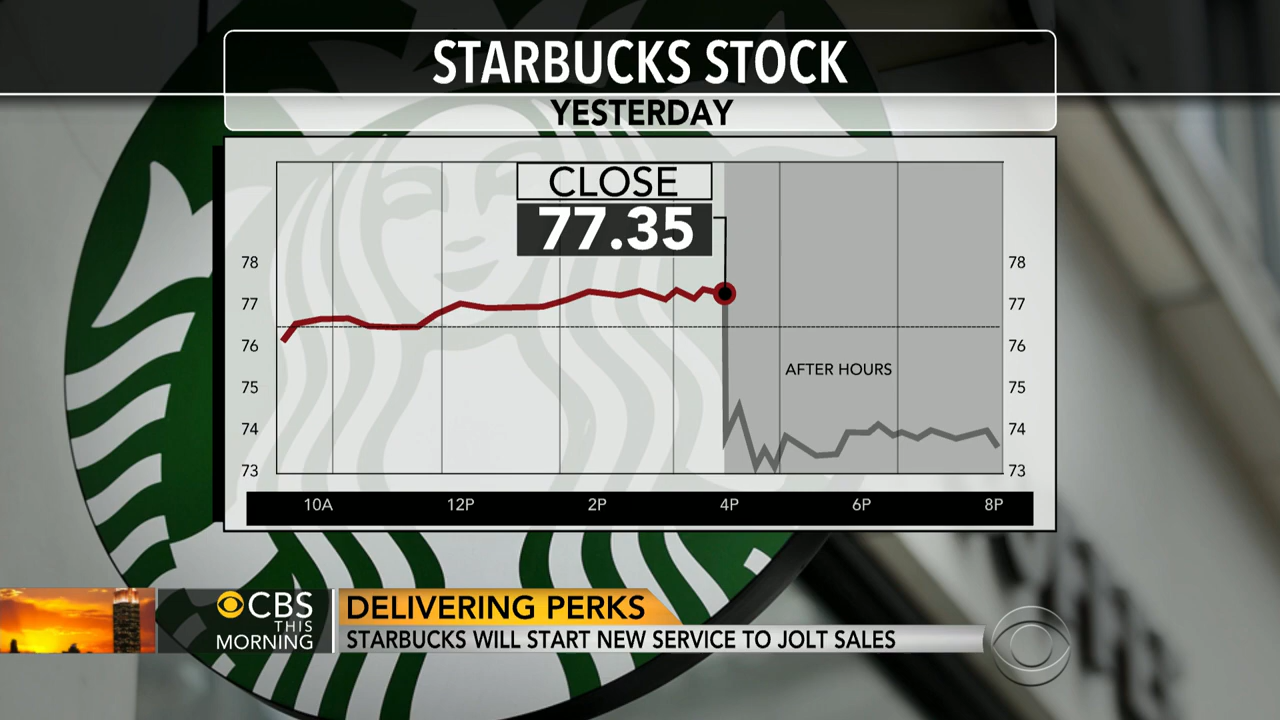 STARBUCKS STOCK
YESTERDAY
CLOSE
77.35
78 78
77 77
76 76
AFTER HOURS
75 75
74 74
73 73
10A 12P 2P 4P 6P 8P
CBS
THIS
MORNING
DELIVERING PERKS
STARBUCKS WILL START NEW SERVICE TO JOLT SALES